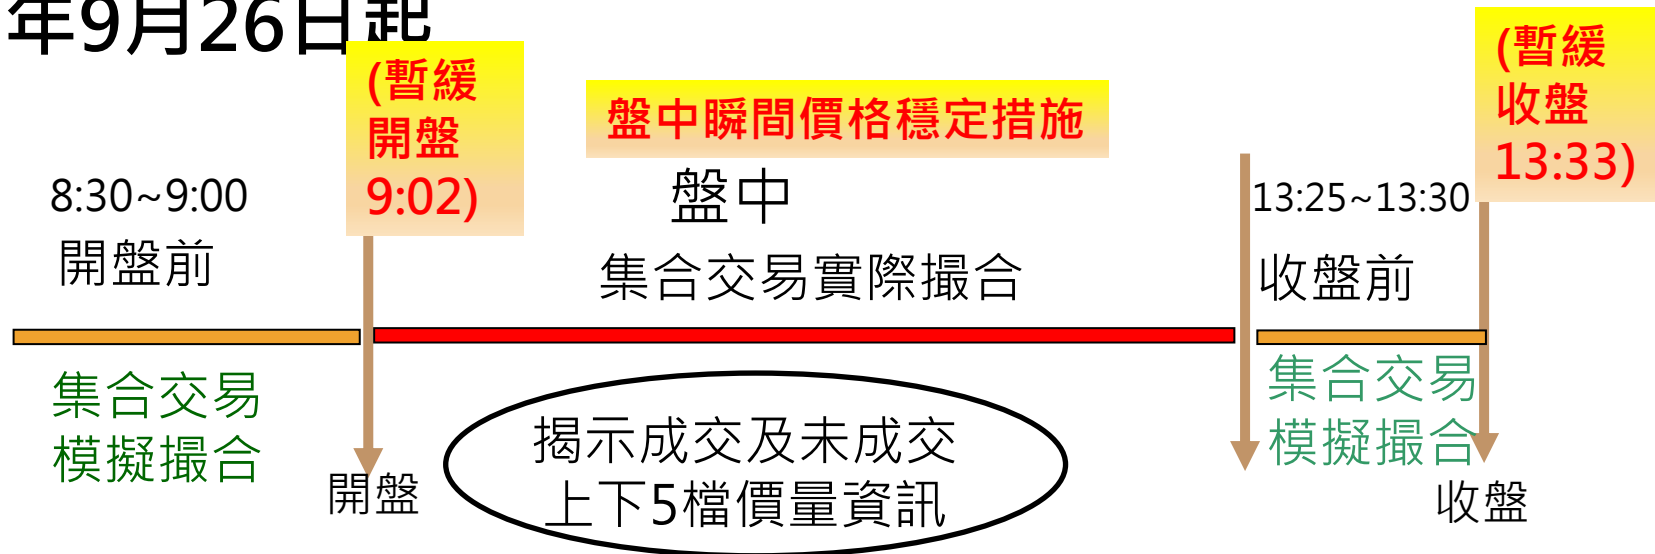 年9月26日起
(暫緩
開盤
9:02)
盤中瞬間價格穩定措施
(暫緩
收盤
13:33)
8:30~9:00
開盤前
盤中
集合交易實際撮合
13:25~13:30
收盤前
集合交易
模擬撮合
開盤
揭示成交及未成交
上下5檔價量資訊
集合交易
模擬撮合
收盤